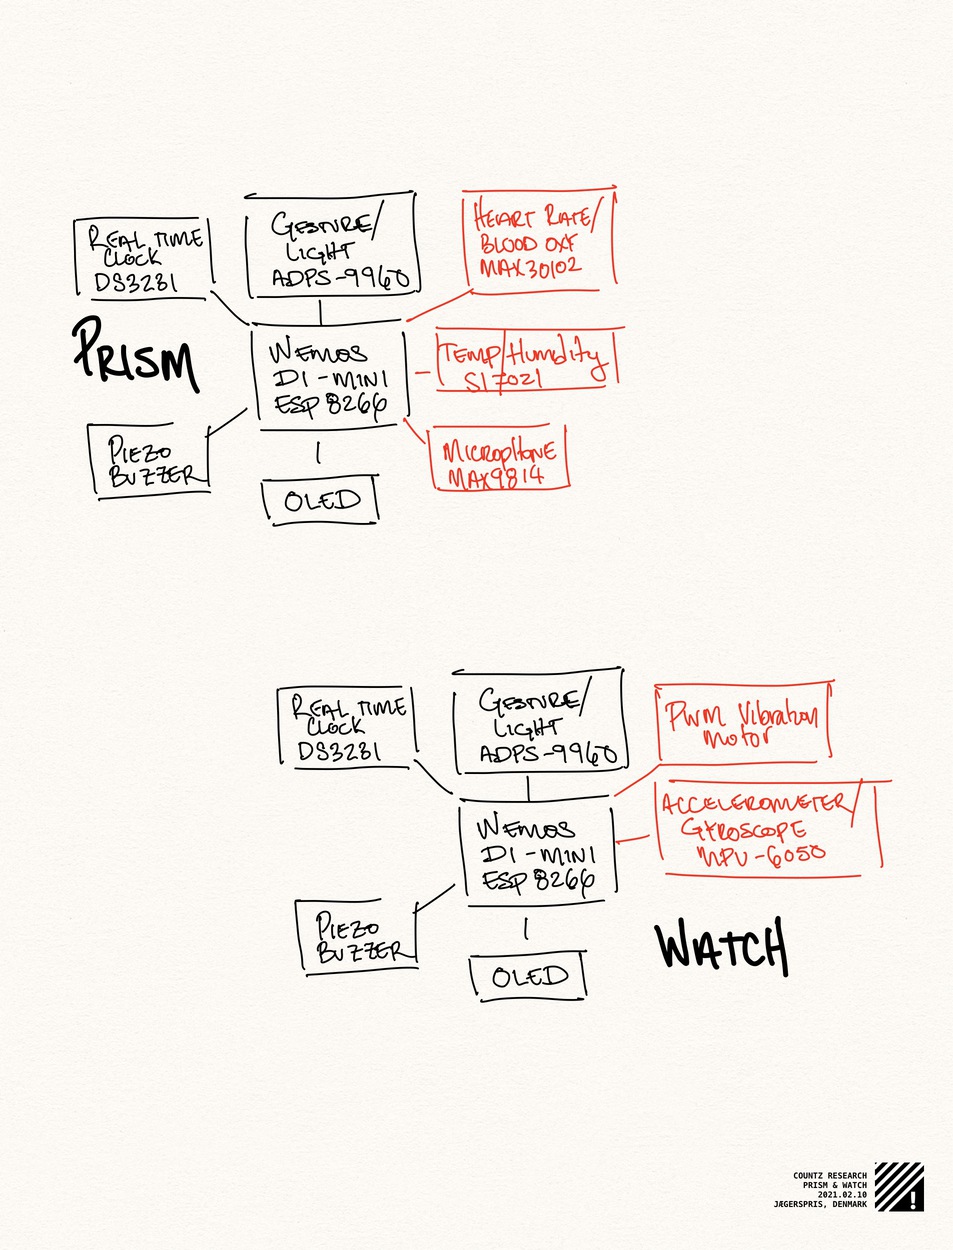 REAL TIME
CLOCK
DS3231
GESTURE/
LIGHT
ADPS-9960
HEART RATE/
BLOOD OXY
MAX30102
PRISM
WEMOS
D1-MINI
ESP 8266
TEMP/Humdity
SI7021
PIEZO
BUZZER
OLED
MICROPHONE
MAX9814
REAL TIME
CLOCK
DS3231
GESTURE/
LIGHT
ADPS-9960
PWM Vibration
Motor
WEMOS
D1-MINI
ESP 8266
ACCELEROMETER/
GYROSCOPE
MPU-6050
PIEZO
BUZZER
OLED
WATCH
COUNTZ RESEARCH
PRISM & WATCH
2021.02.10
JÆGERSPRIS, DENMARK
!